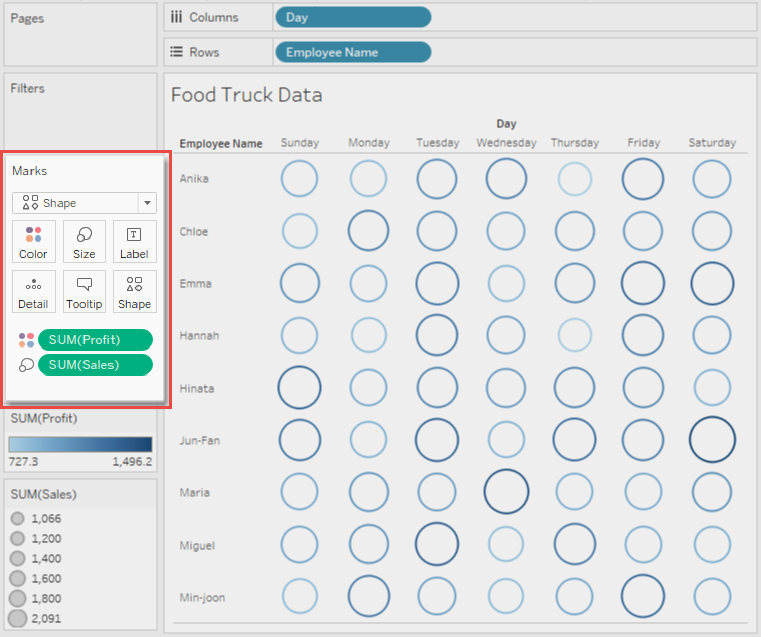 Pages
Columns
Day
Rows
Employee Name
Filters
Food Truck Data
Day
Employee Name Sunday Monday Tuesday Wednesday Thursday Friday Saturday
Anika
Chloe
Emma
Hannah
Hinata
Jun-Fan
Maria
Miguel
Min-joon
Marks
Shape
Color Size Label
Detail Tooltip Shape
SUM(Profit)
SUM(Sales)
SUM(Profit)
727.3 1,496.2
SUM(Sales)
1,066
1,200
1,400
1,600
1,800
2,091